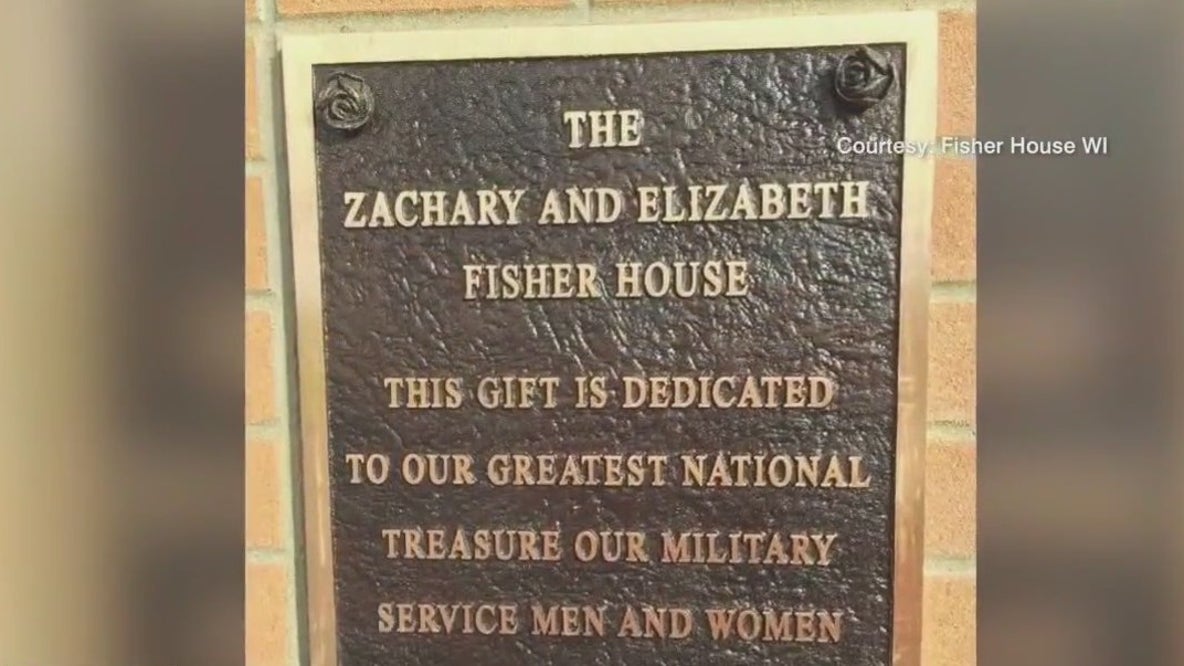 THE
Courtesy: Fisher House WI
ZACHARY AND ELIZABETH
FISHER HOUSE
THIS GIFT IS DEDICATED
TO OUR GREATEST NATIONAL
TREASURE OUR MILITARY
SERVICE MEN AND WOMEN